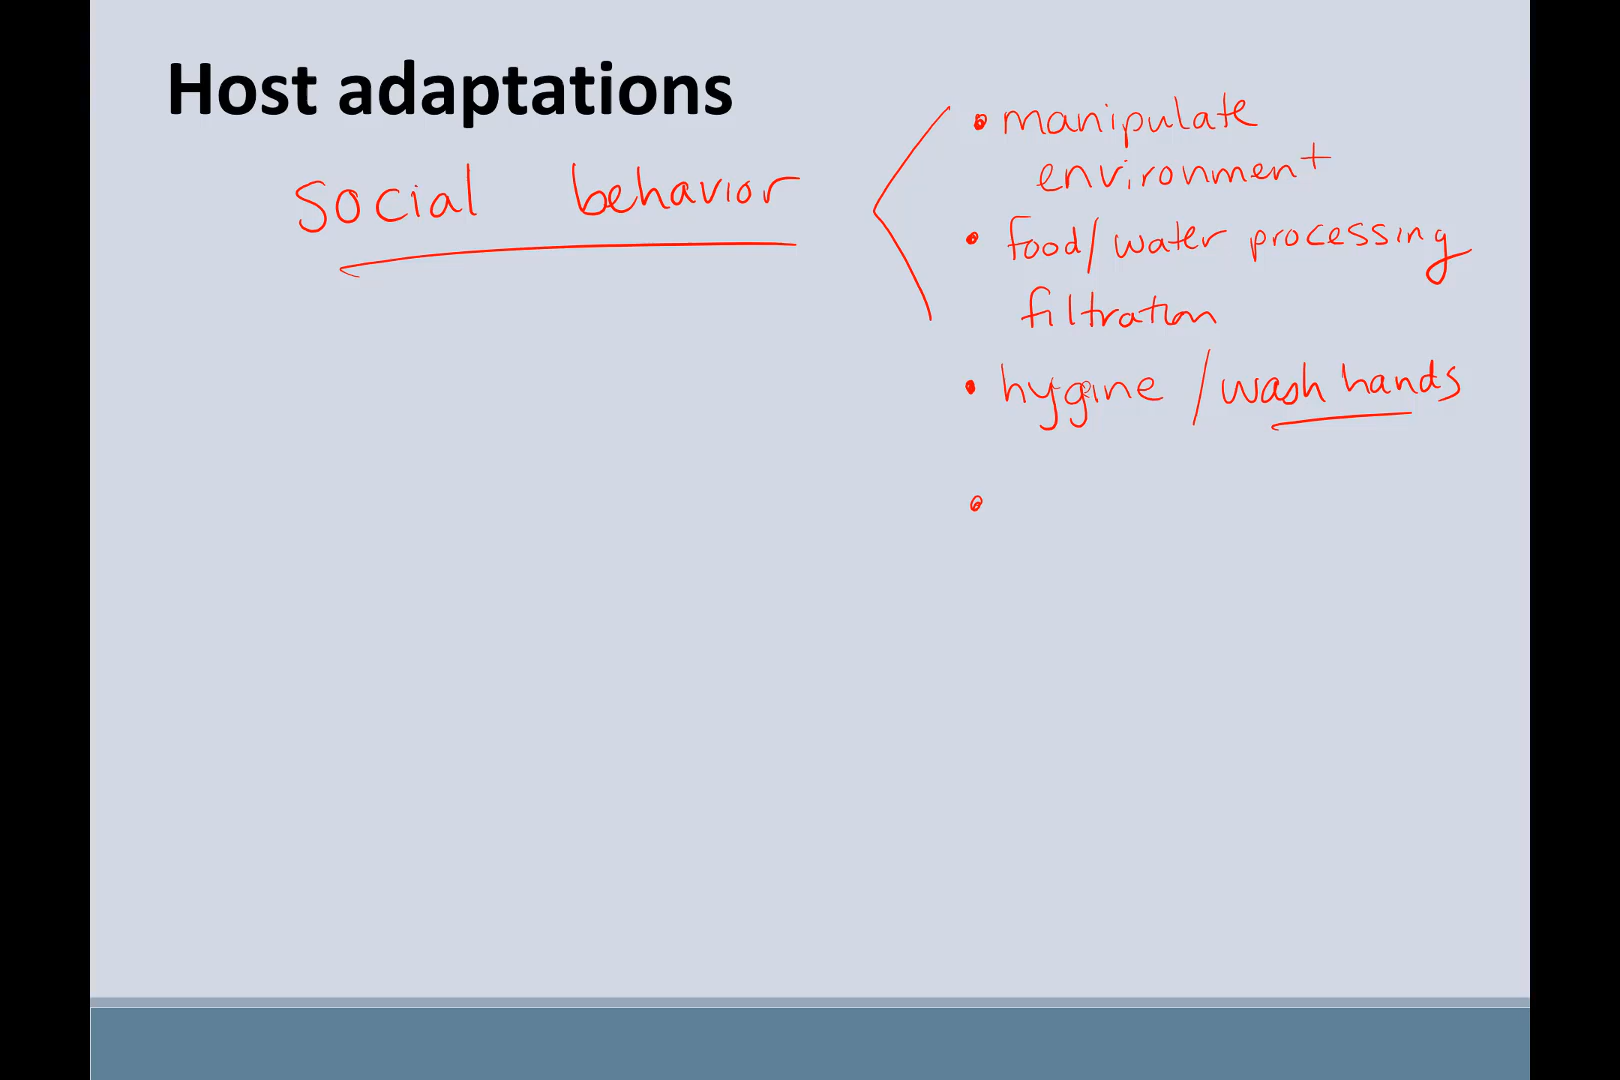 Host adaptations
social behavior
• manipulate
environment
• food/water processing
filtration
• hygine / wash hands
•